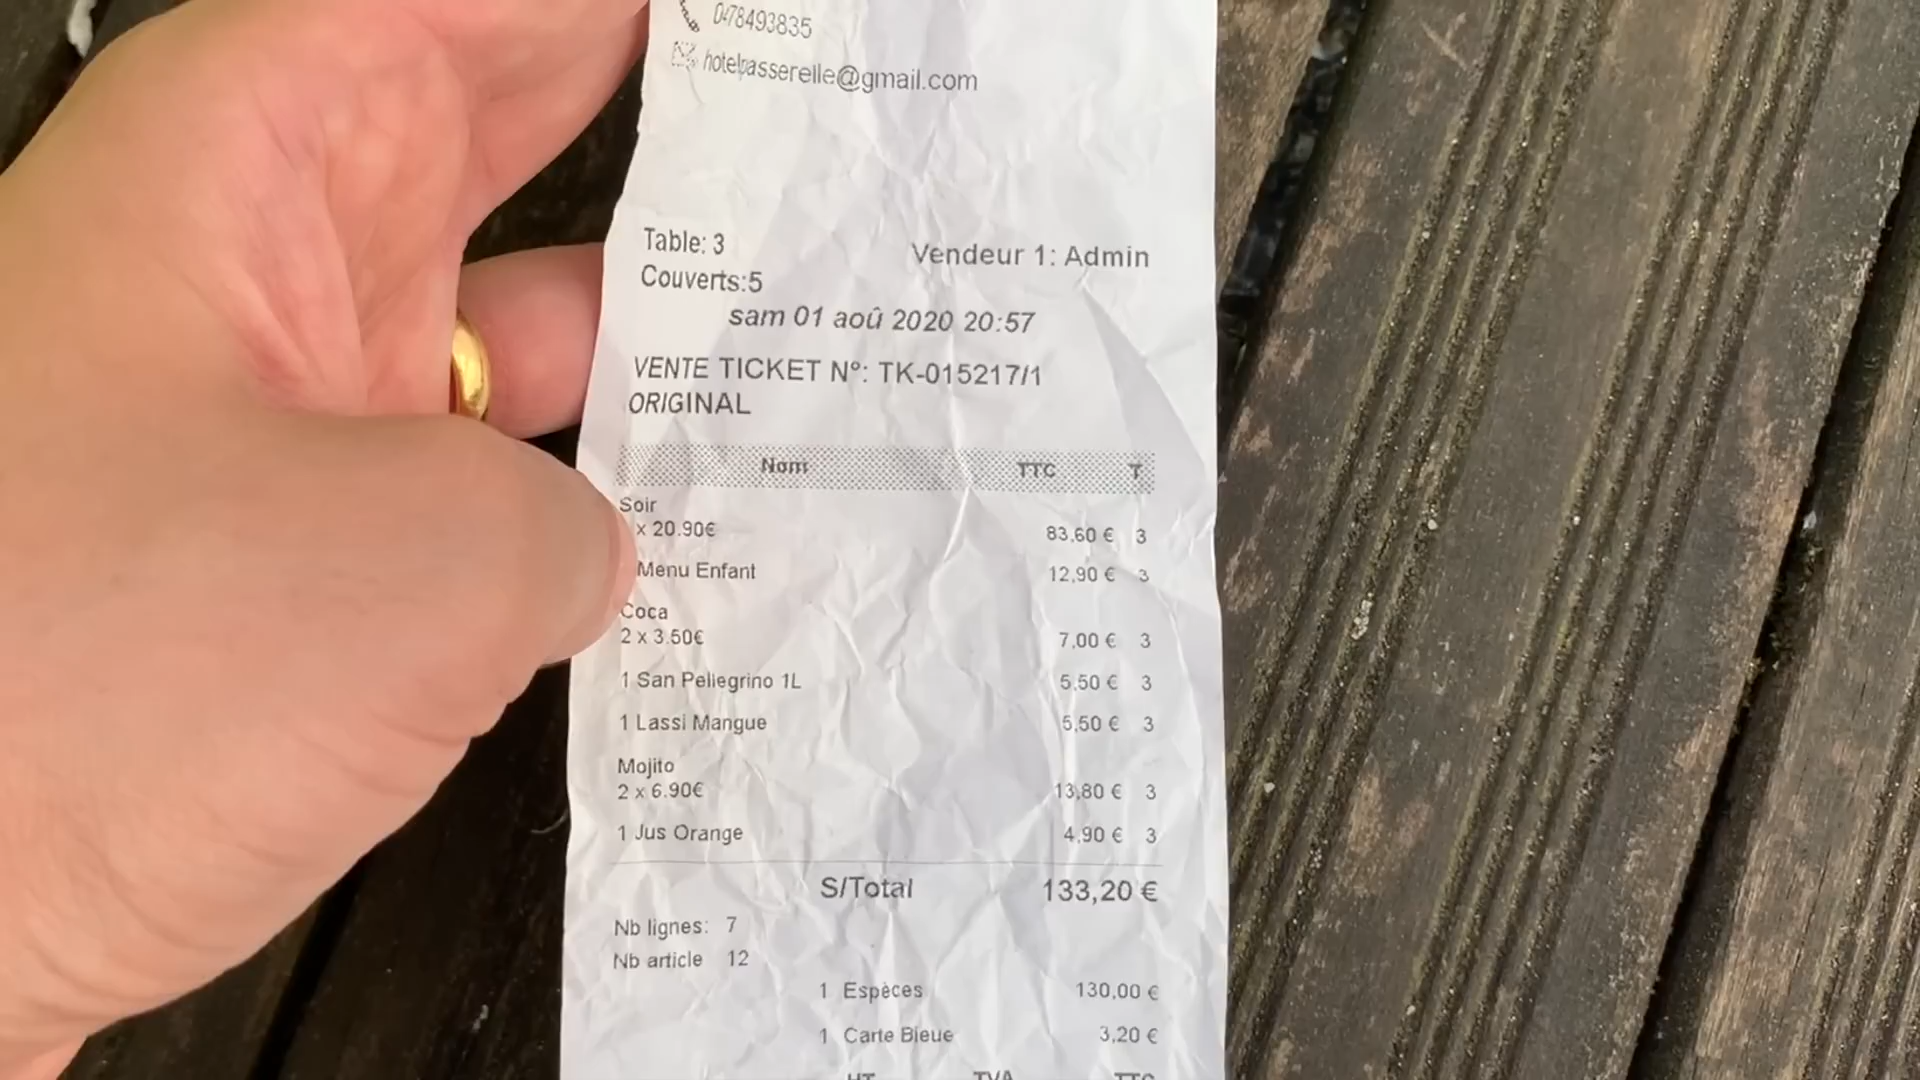 0478493835
hotelpasserelle@gmail.com
Table: 3 Vendeur 1: Admin
Couverts:5
sam 01 aoû 2020 20:57
VENTE TICKET N°: TK-015217/1
ORIGINAL
Nom TTC T
Soir
x 20.90€ 83,60 € 3
Menu Enfant 12,90 € 3
Coca
2 x 3.50€ 7,00 € 3
1 San Pellegrino 1L 5,50 € 3
1 Lassi Mangue 5,50 € 3
Mojito
2 x 6.90€ 13,80 € 3
1 Jus Orange 4,90 € 3
S/Total 133,20 €
Nb lignes: 7
Nb article 12
1 Espèces 130,00 €
1 Carte Bleue 3,20 €
HT TVA TTC